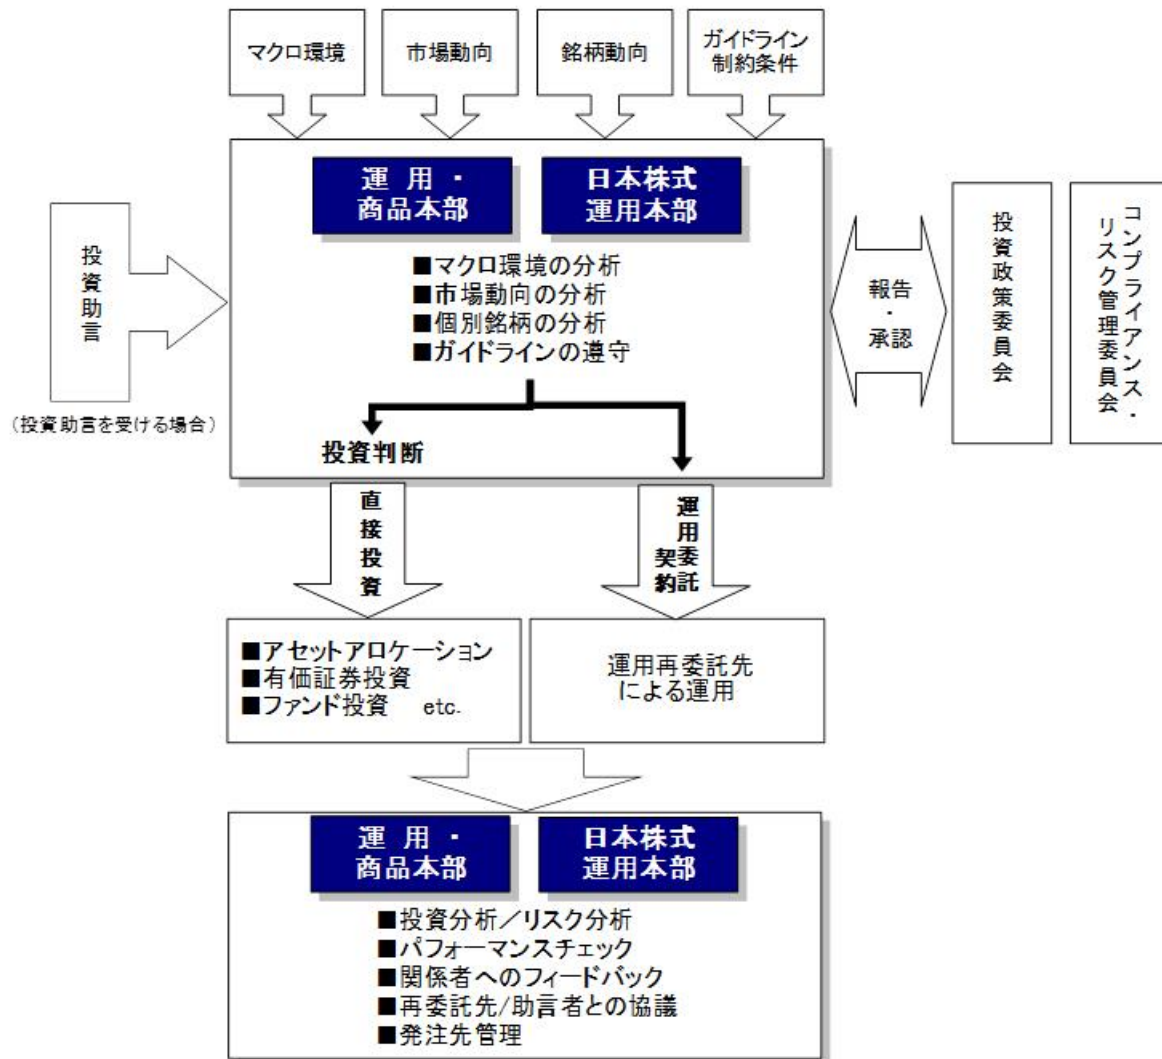 マクロ環境
市場動向
銘柄動向
ガイドライン
制約条件
運 用 ・
商品本部
日本株式
運用本部
■マクロ環境の分析
■市場動向の分析
■個別銘柄の分析
■ガイドラインの遵守
投資助言
（投資助言を受ける場合）
投資判断
報告
・
承認
投資政策委員会
コンプライアンス・
リスク管理委員会
直接投資
運用委託
契約
■アセットアロケーション
■有価証券投資
■ファンド投資 etc.
運用再委託先
による運用
運 用 ・
商品本部
日本株式
運用本部
■投資分析／リスク分析
■パフォーマンスチェック
■関係者へのフィードバック
■再委託先/助言者との協議
■発注先管理